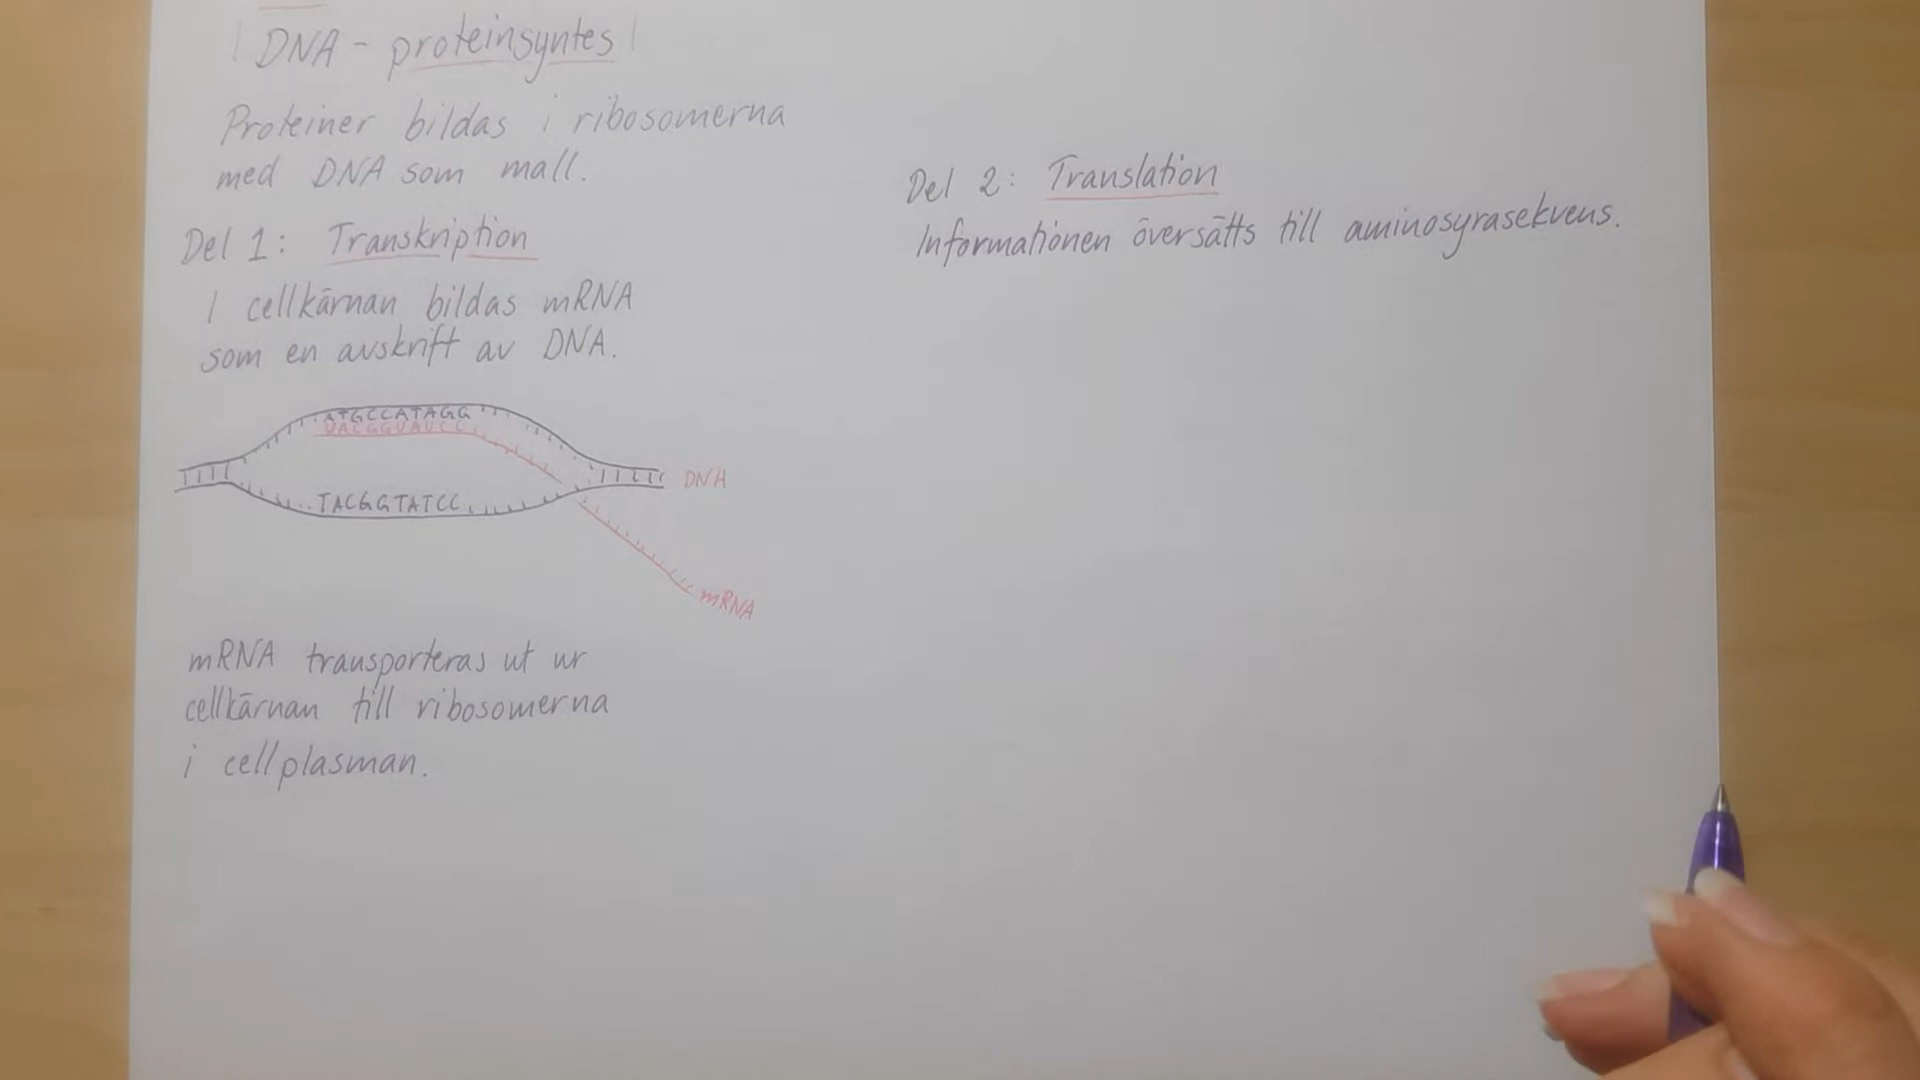 DNA - proteinsyntes
Proteiner bildas i ribosomerna
med DNA som mall.
Del 1: Transkription
I cellkärnan bildas mRNA
som en avskrift av DNA.
ATGCCATAGG
UACGGUAUCC
DNA
TACGGTATCC
mRNA
mRNA transporteras ut ur
cellkärnan till ribosomerna
i cellplasman.
Del 2: Translation
Informationen översätts till aminosyrasekvens.